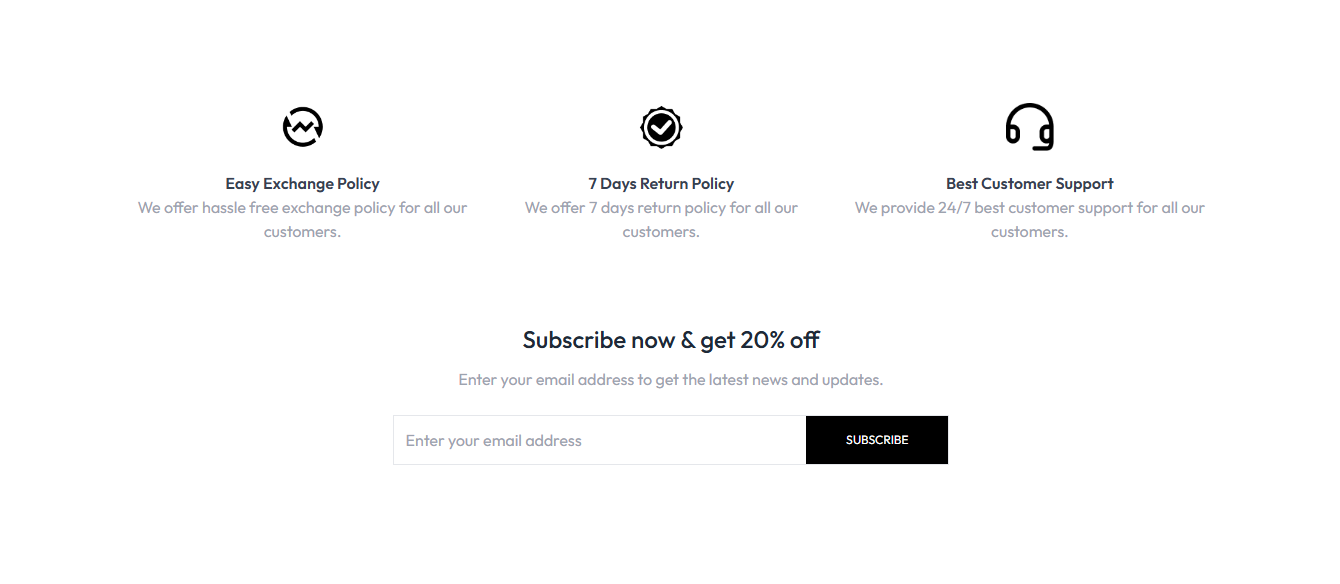 Easy Exchange Policy
We offer hassle free exchange policy for all our
customers.
7 Days Return Policy
We offer 7 days return policy for all our
customers.
Best Customer Support
We provide 24/7 best customer support for all our
customers.
Subscribe now & get 20% off
Enter your email address to get the latest news and updates.
Enter your email address
SUBSCRIBE